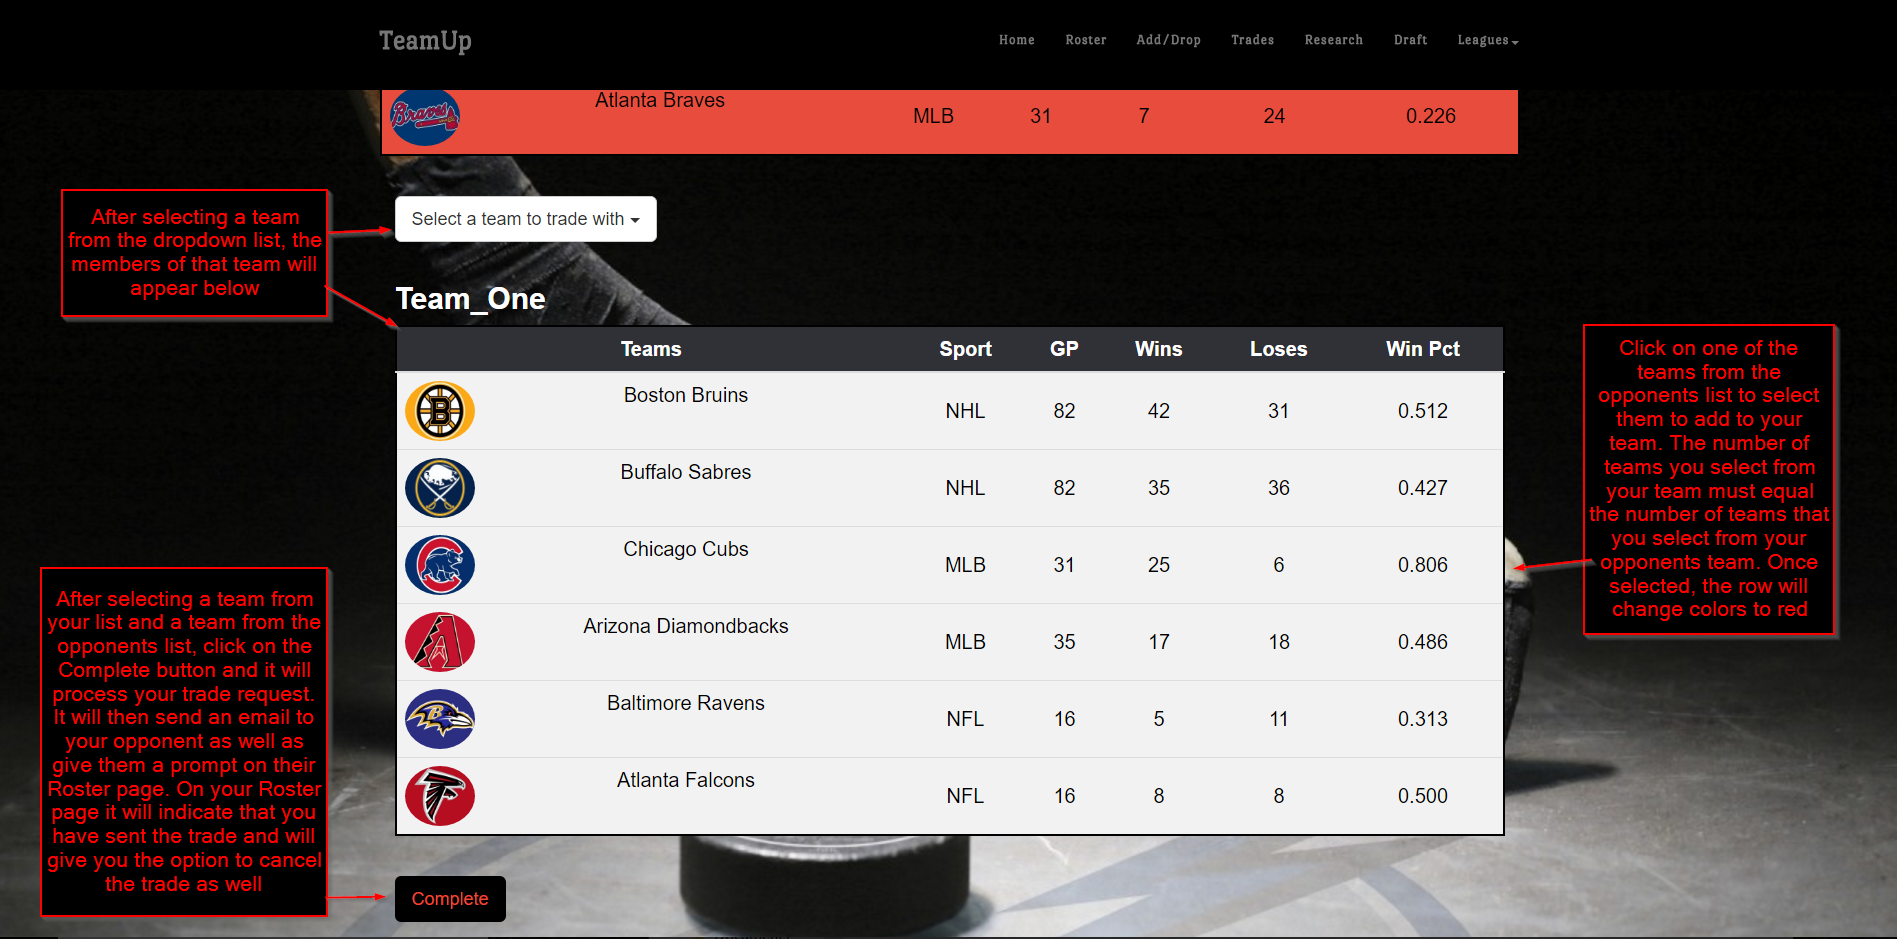 TeamUp
Home Roster Add/Drop Trades Research Draft Leagues
Braves Atlanta Braves MLB 31 7 24 0.226
After selecting a team
from the dropdown list, the
members of that team will
appear below
Select a team to trade with
Team_One
Teams Sport GP Wins Loses Win Pct
B Boston Bruins NHL 82 42 31 0.512
Buffalo Sabres NHL 82 35 36 0.427
Chicago Cubs MLB 31 25 6 0.806
A Arizona Diamondbacks MLB 35 17 18 0.486
B Baltimore Ravens NFL 16 5 11 0.313
Atlanta Falcons NFL 16 8 8 0.500
Click on one of the
teams from the
opponents list to select
them to add to your
team. The number of
teams you select from
your team must equal
the number of teams that
you select from your
opponents team. Once
selected, the row will
change colors to red
After selecting a team from
your list and a team from the
opponents list, click on the
Complete button and it will
process your trade request.
It will then send an email to
your opponent as well as
give them a prompt on their
Roster page. On your Roster
page it will indicate that you
have sent the trade and will
give you the option to cancel
the trade as well
Complete